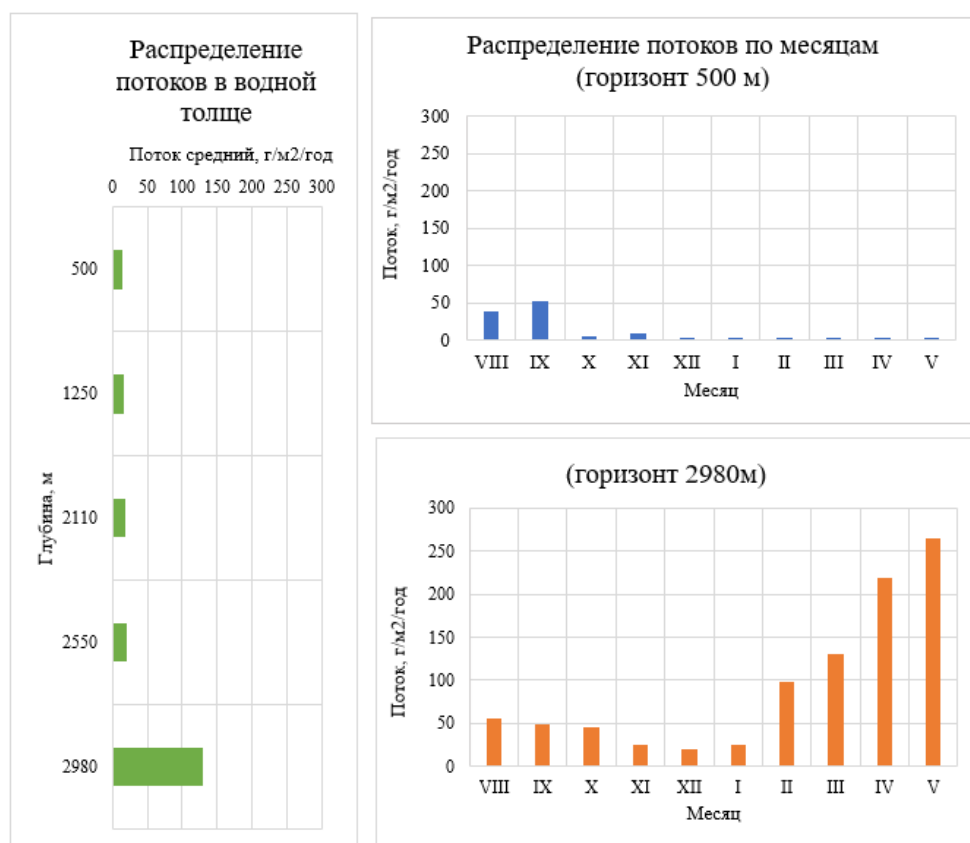 Распределение
потоков в водной
толще
Поток средний, г/м2/год
0 50 100 150 200 250 300
Глубина, м
500
1250
2110
2550
2980
Распределение потоков по месяцам
(горизонт 500 м)
Поток, г/м2/год
300
250
200
150
100
50
0
VIII IX X XI XII I II III IV V
Месяц
(горизонт 2980м)
Поток, г/м2/год
300
250
200
150
100
50
0
VIII IX X XI XII I II III IV V
Месяц